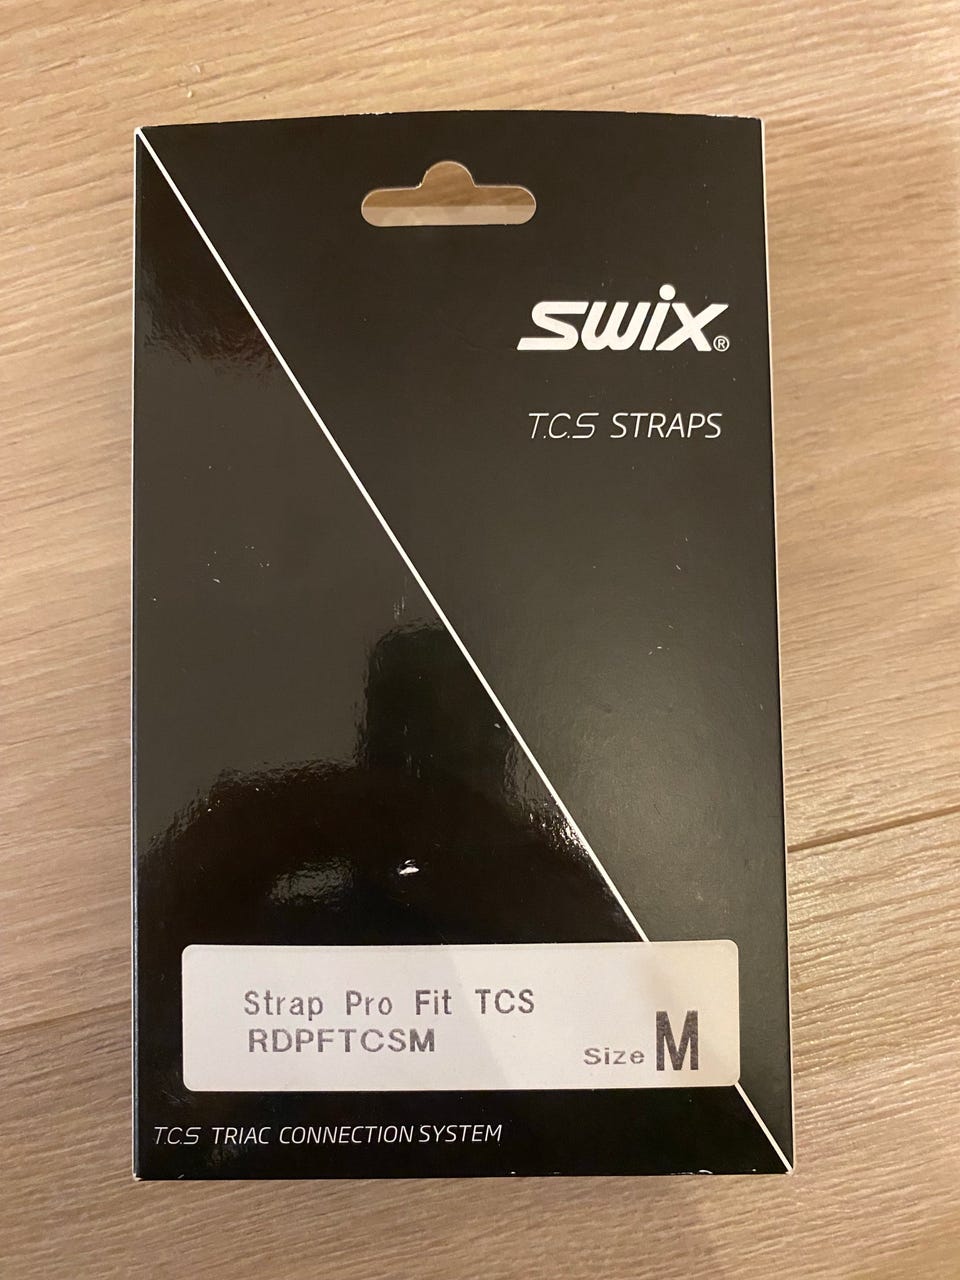 swix®
T.C.S STRAPS
Strap Pro Fit TCS
RDPFTCSM
Size M
T.C.S TRIAC CONNECTION SYSTEM